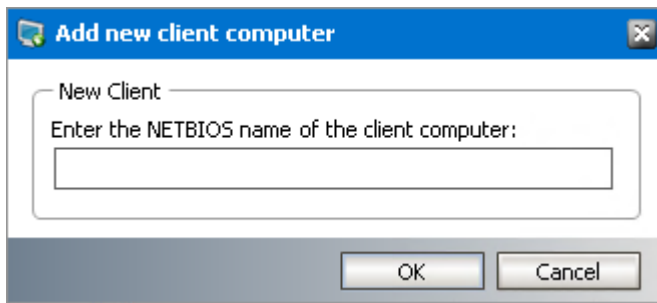 Add new client computer
New Client
Enter the NETBIOS name of the client computer:
OK Cancel